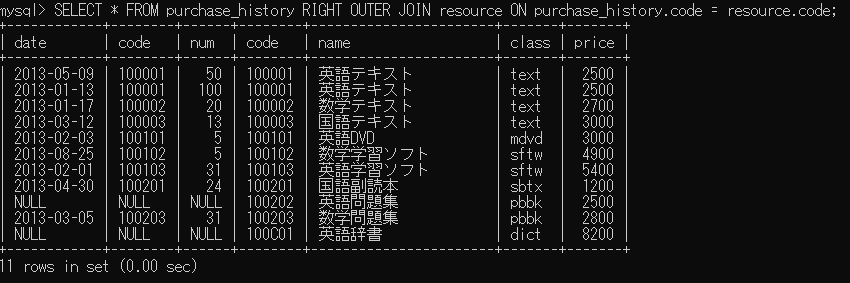 mysql> SELECT * FROM purchase_history RIGHT OUTER JOIN resource ON purchase_history.code = resource.code;
+------------+--------+------+--------+------------------+-------+-------+
| date       | code   | num  | code   | name             | class | price |
+------------+--------+------+--------+------------------+-------+-------+
| 2013-05-09 | 100001 |   50 | 100001 | 英語テキスト | text  |  2500 |
| 2013-01-13 | 100001 |  100 | 100001 | 英語テキスト | text  |  2500 |
| 2013-01-17 | 100002 |   20 | 100002 | 数学テキスト | text  |  2700 |
| 2013-03-12 | 100003 |   13 | 100003 | 国語テキスト | text  |  3000 |
| 2013-02-03 | 100101 |    5 | 100101 | 英語DVD | mdvd  |  3000 |
| 2013-08-25 | 100102 |    5 | 100102 | 数学学習ソフト | sftw  |  4900 |
| 2013-02-01 | 100103 |   31 | 100103 | 英語学習ソフト | sftw  |  5400 |
| 2013-04-30 | 100201 |   24 | 100201 | 国語副読本 | sbtx  |  1200 |
| NULL       | NULL   | NULL | 100202 | 英語問題集 | pbbk  |  2500 |
| 2013-03-05 | 100203 |   31 | 100203 | 数学問題集 | pbbk  |  2800 |
| NULL       | NULL   | NULL | 100C01 | 英語辞書 | dict  |  8200 |
+------------+--------+------+--------+------------------+-------+-------+
11 rows in set (0.00 sec)